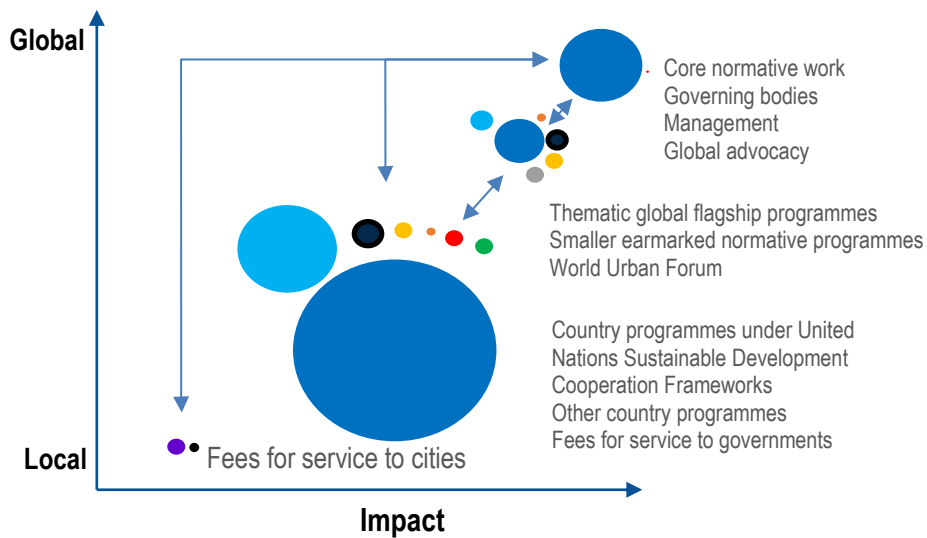 Global
Core normative work
Governing bodies
Management
Global advocacy
Thematic global flagship programmes
Smaller earmarked normative programmes
World Urban Forum
Country programmes under United
Nations Sustainable Development
Cooperation Frameworks
Other country programmes
Fees for service to governments
Local
Fees for service to cities
Impact